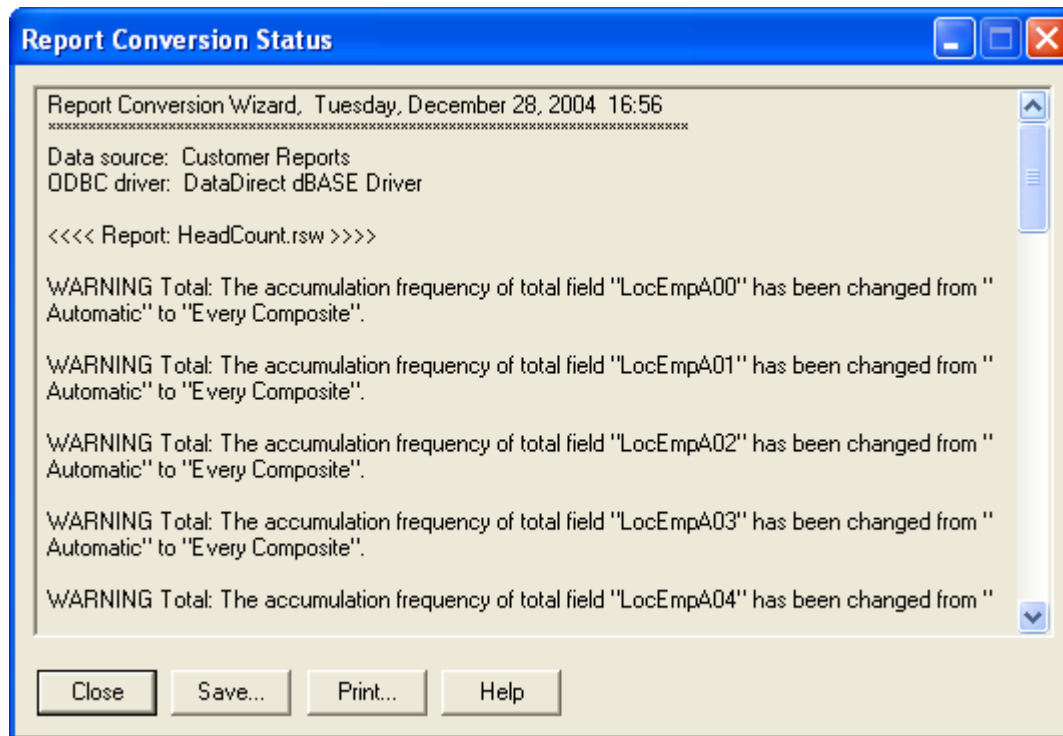 Report Conversion Status
Report Conversion Wizard,  Tuesday, December 28, 2004  16:56
********************************************************************************
Data source:  Customer Reports
ODBC driver:  DataDirect dBASE Driver
<<<< Report: HeadCount.rsw >>>>
WARNING Total: The accumulation frequency of total field "LocEmpA00" has been changed from "
Automatic" to "Every Composite".
WARNING Total: The accumulation frequency of total field "LocEmpA01" has been changed from "
Automatic" to "Every Composite".
WARNING Total: The accumulation frequency of total field "LocEmpA02" has been changed from "
Automatic" to "Every Composite".
WARNING Total: The accumulation frequency of total field "LocEmpA03" has been changed from "
Automatic" to "Every Composite".
WARNING Total: The accumulation frequency of total field "LocEmpA04" has been changed from "
Close Save... Print... Help